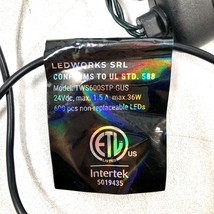 LEDWORKS SRL
CONFORMS TO UL STD. 588
Model: TWS600STP-GUS
24Vdc, max. 1.5 A - max. 36W
600 pcs non-replaceable LEDs
ETL
US
Intertek
5019435